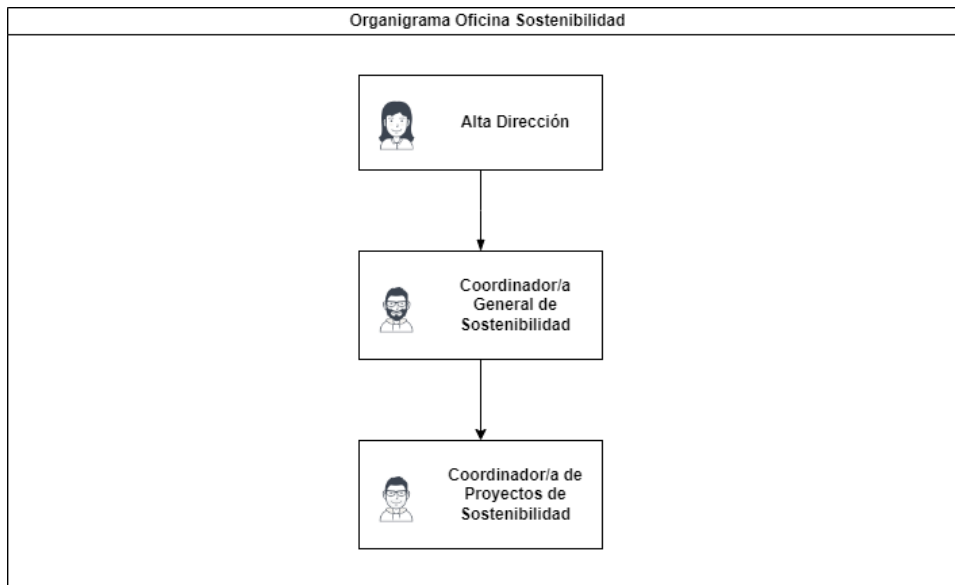 Organigrama Oficina Sostenibilidad
Alta Dirección
Coordinador/a
General de
Sostenibilidad
Coordinador/a de
Proyectos de
Sostenibilidad